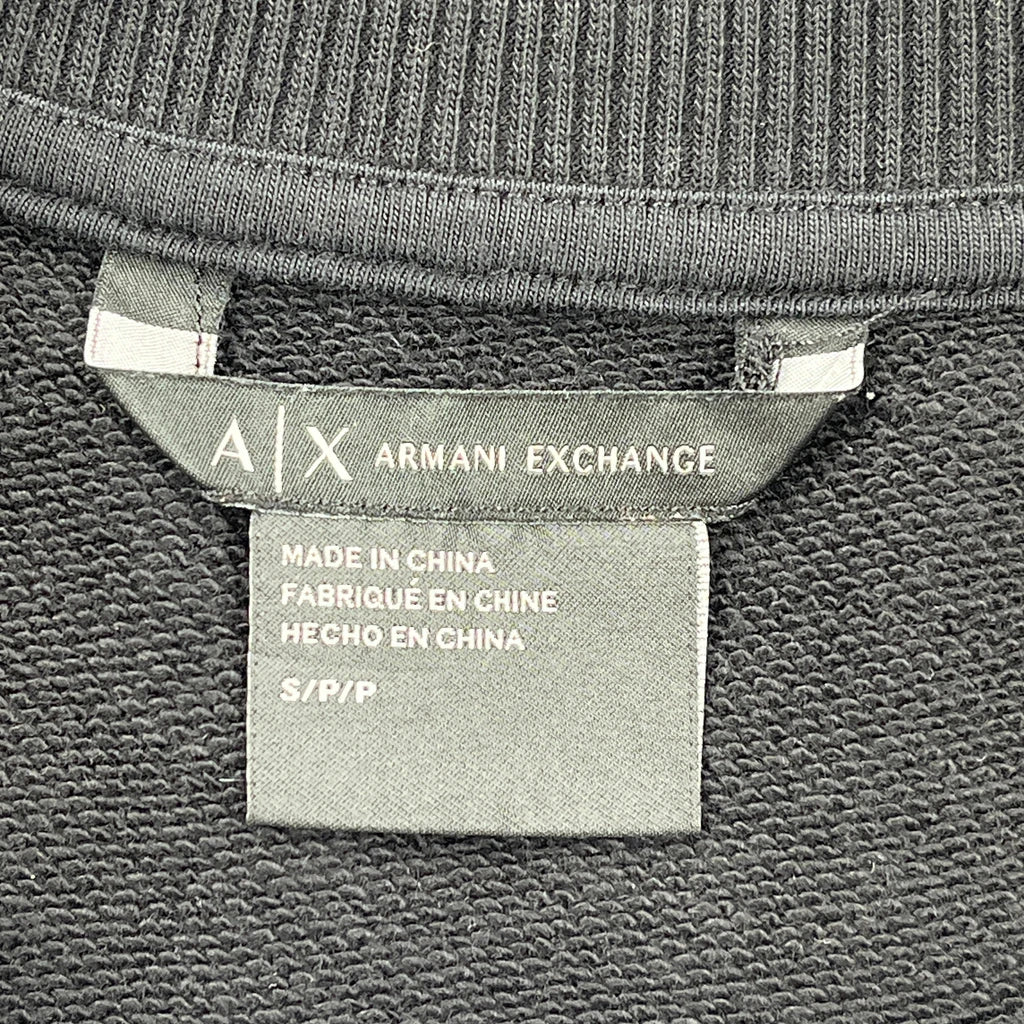 A|X ARMANI EXCHANGE
MADE IN CHINA
FABRIQUÉ EN CHINE
HECHO EN CHINA
S/P/P